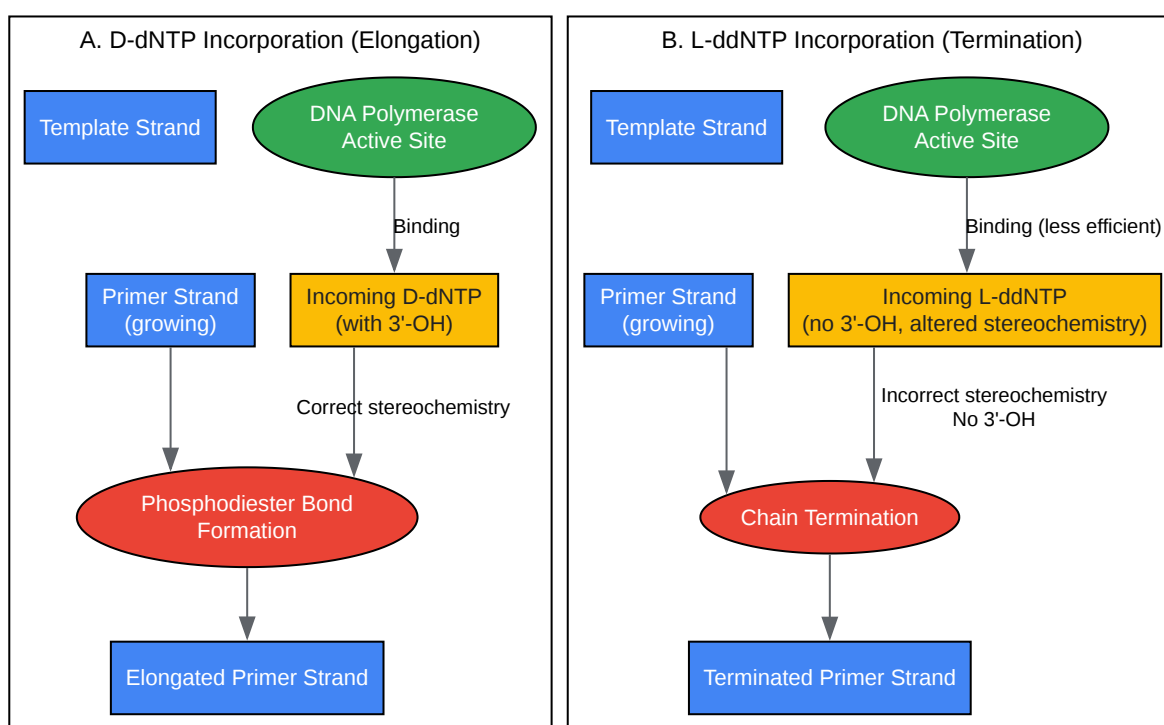 A. D-dNTP Incorporation (Elongation)
Template Strand
DNA Polymerase
Active Site
Binding
Primer Strand
(growing)
Incoming D-dNTP
(with 3'-OH)
Correct stereochemistry
Phosphodiester Bond
Formation
Elongated Primer Strand
B. L-ddNTP Incorporation (Termination)
Template Strand
DNA Polymerase
Active Site
Binding (less efficient)
Primer Strand
(growing)
Incoming L-ddNTP
(no 3'-OH, altered stereochemistry)
Incorrect stereochemistry
No 3'-OH
Chain Termination
Terminated Primer Strand